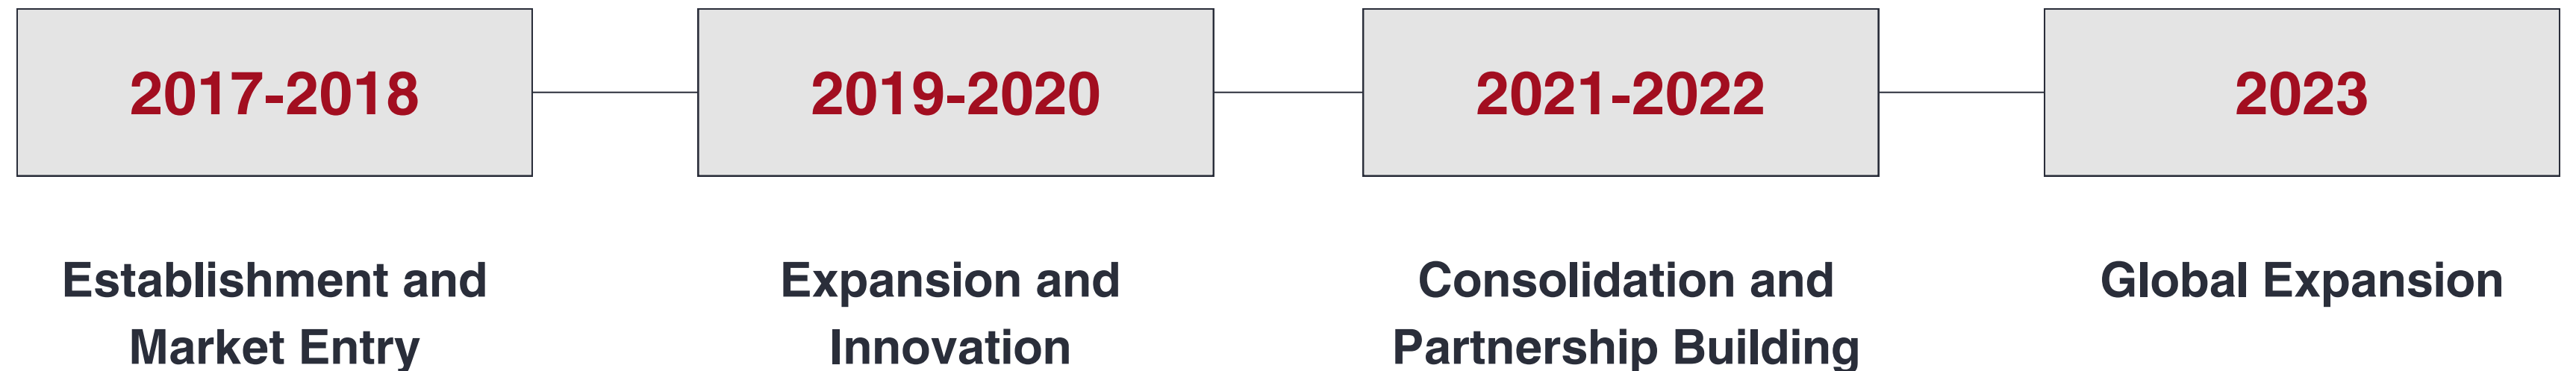 2017-2018
2019-2020
2021-2022
2023
Establishment and
Market Entry
Expansion and
Innovation
Consolidation and
Partnership Building
Global Expansion